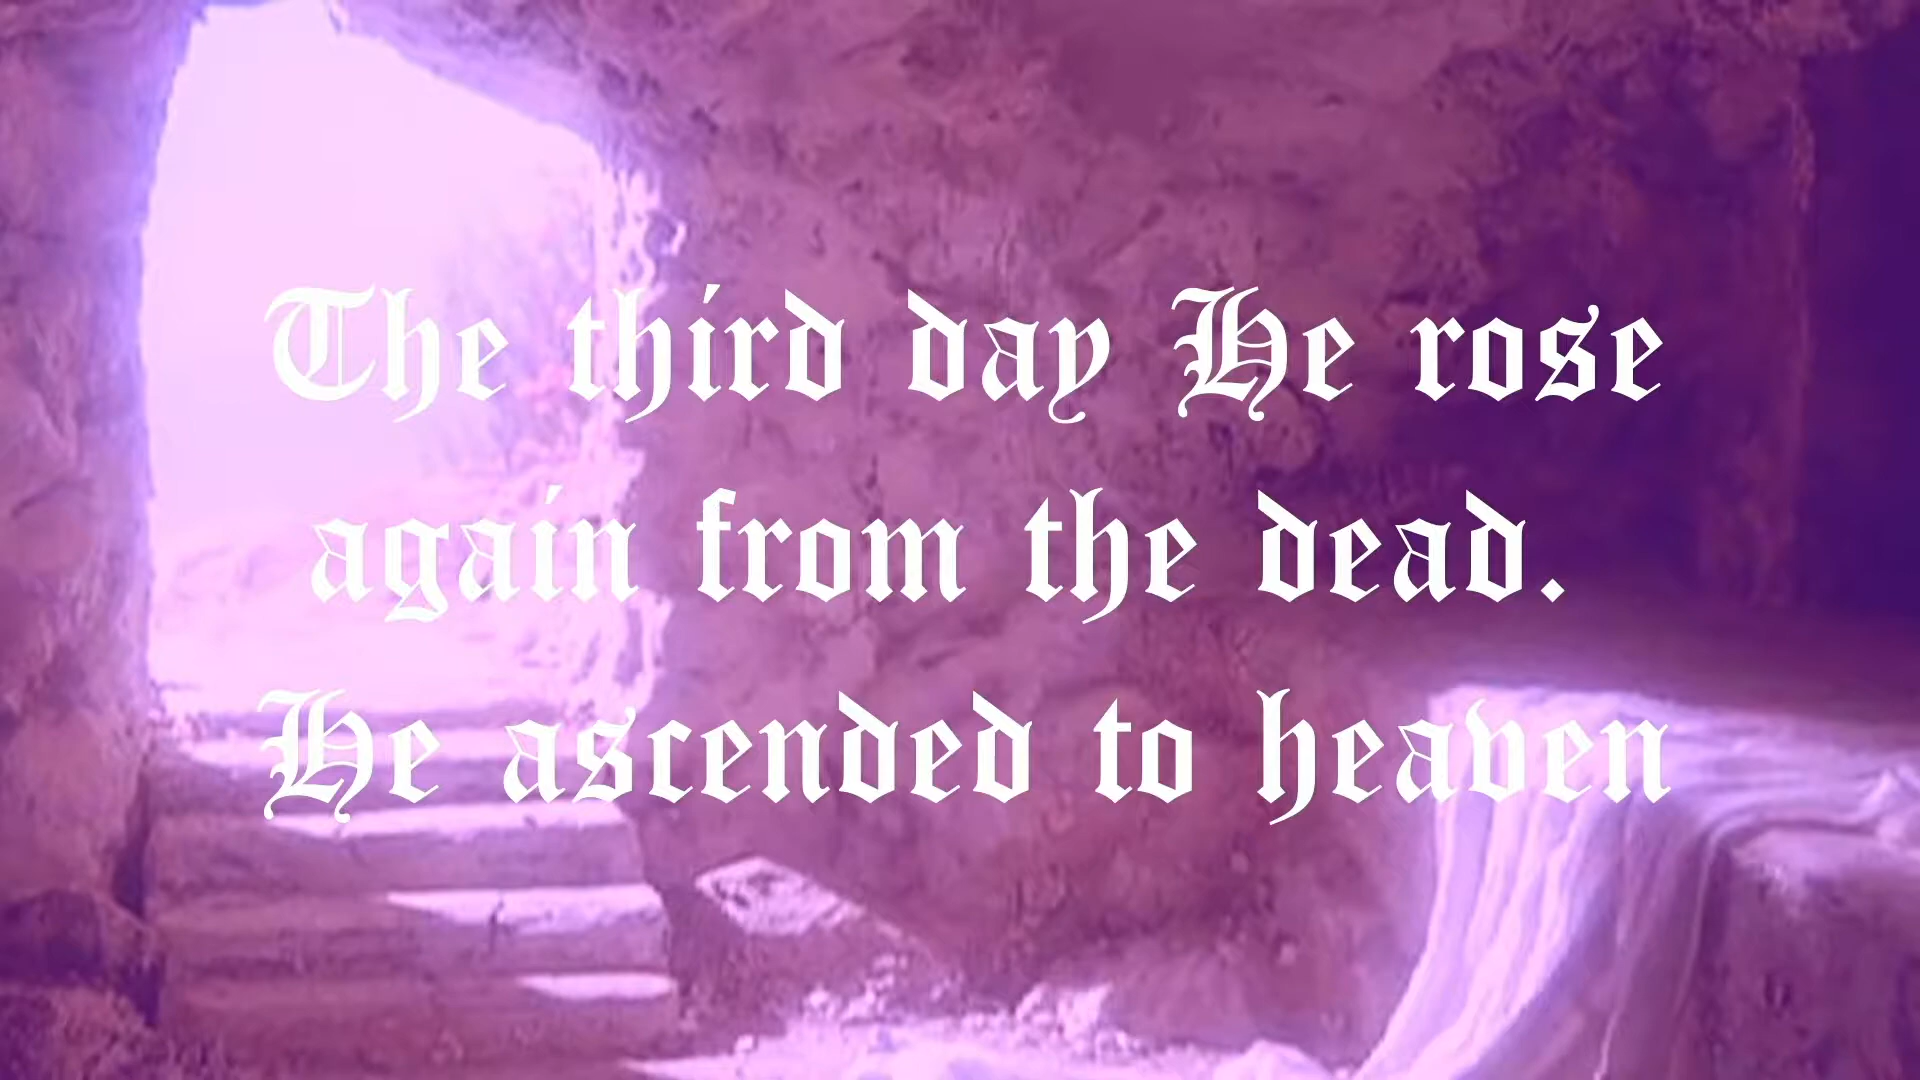 The third day He rose
again from the dead.
He ascended to heaven